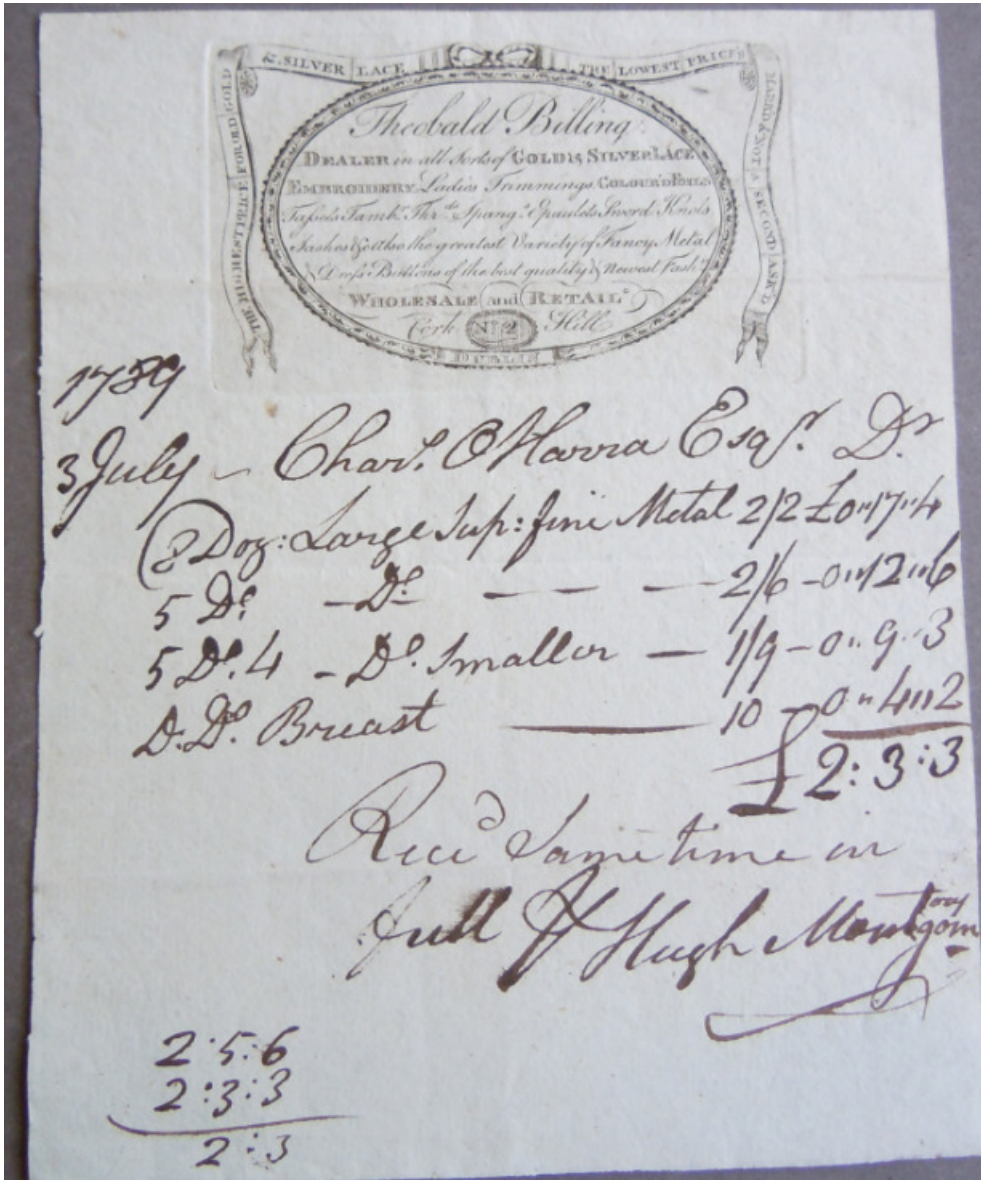 THE HIGHEST PRICE FOR OLD GOLD
& SILVER LACE
THE LOWEST PRICE
MARK'D & NOT A SECOND ASK'D
Theobald Billing
DEALER in all Sorts of GOLD & SILVER LACE
EMBROIDERY Ladies Trimmings COLOUR'D FOILS
Tassels Tamb. Thr.ds Spang.s Epaulets Sword Knots
Sashes &c Also the greatest Variety of Fancy Metal
& Dress Buttons of the best quality & Newest Fash.n
WHOLESALE and RETAIL
Cork No. 2 Hill
DUBLIN
1789
3 July - Char.s O Harra Esqr. Dr
8 Doz: Large Sup: fine Metal 2/2 £0"17"4
5 Do. - Do. — — — 2/6 - 0"12"6
5 Do. 4 - Do. Smaller — 1/9 - 0"9"3
D. Do. Breast — 10 - 0"4"2
£2:3:3
Recd Same time in
full Hugh Montgomory
2:5:6
2:3:3
2:3